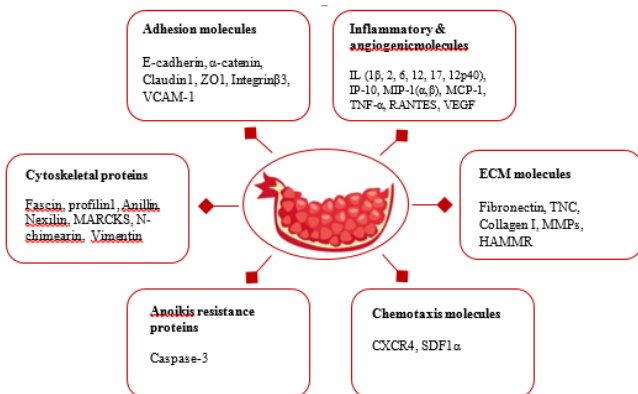 Adhesion molecules
E-cadherin, α-catenin,
Claudin1, ZO1, Integrinβ3,
VCAM-1
Inflammatory &
angiogenicmolecules
IL (1β, 2, 6, 12, 17, 12p40),
IP-10, MIP-1(α,β), MCP-1,
TNF-α, RANTES, VEGF
Cytoskeletal proteins
Fascin, profilin1, Anillin
Nexilin, MARCKS, N-
chimearin, Vimentin
ECM molecules
Fibronectin, TNC,
Collagen I, MMPs,
HAMMR
Anoikis resistance
proteins
Caspase-3
Chemotaxis molecules
CXCR4, SDF1α